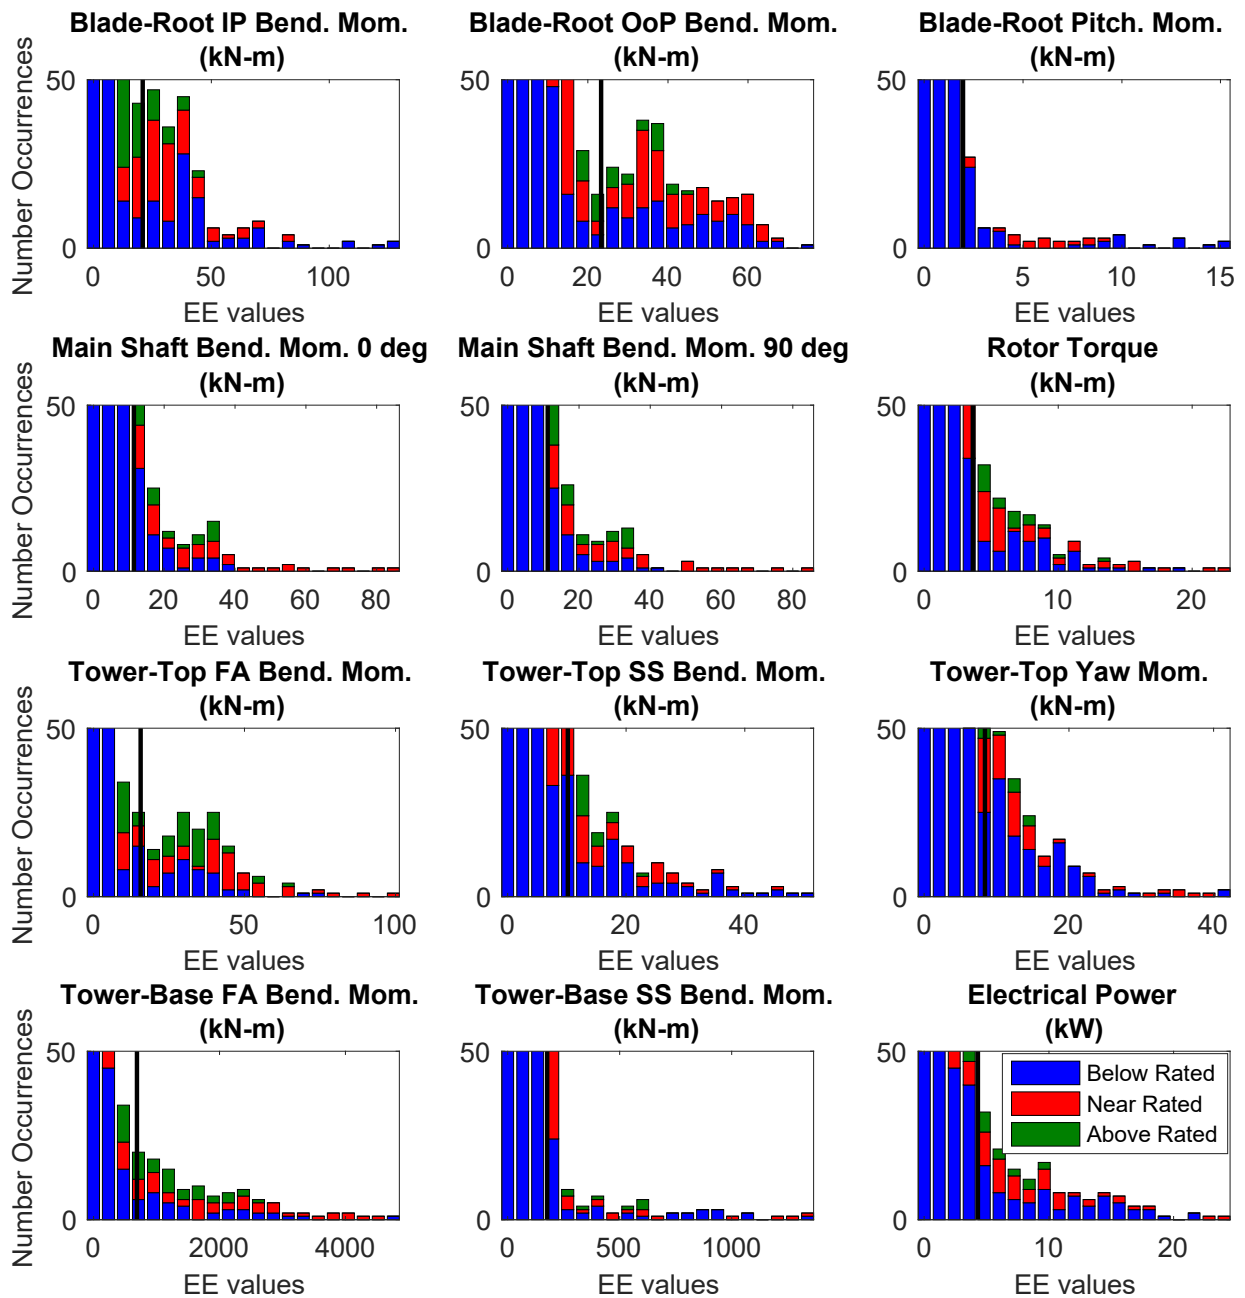 Blade-Root IP Bend. Mom.
(kN-m)
Blade-Root OoP Bend. Mom.
(kN-m)
Blade-Root Pitch. Mom.
(kN-m)
Number Occurrences
50
0
0
50
100
EE values
50
0
0
20
40
60
EE values
50
0
0
5
10
15
EE values
Main Shaft Bend. Mom. 0 deg
(kN-m)
Main Shaft Bend. Mom. 90 deg
(kN-m)
Rotor Torque
(kN-m)
Number Occurrences
50
0
0
20
40
60
80
EE values
50
0
0
20
40
60
80
EE values
50
0
0
10
20
EE values
Tower-Top FA Bend. Mom.
(kN-m)
Tower-Top SS Bend. Mom.
(kN-m)
Tower-Top Yaw Mom.
(kN-m)
Number Occurrences
50
0
0
50
100
EE values
50
0
0
20
40
EE values
50
0
0
20
40
EE values
Tower-Base FA Bend. Mom.
(kN-m)
Tower-Base SS Bend. Mom.
(kN-m)
Electrical Power
(kW)
Number Occurrences
50
0
0
2000
4000
EE values
50
0
0
500
1000
EE values
50
0
0
10
20
EE values
Below Rated
Near Rated
Above Rated